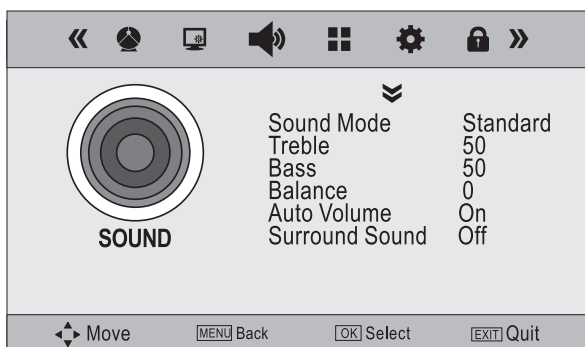 Sound Mode Standard
Treble 50
Bass 50
Balance 0
Auto Volume On
Surround Sound Off
SOUND
Move MENU Back OK Select EXIT Quit